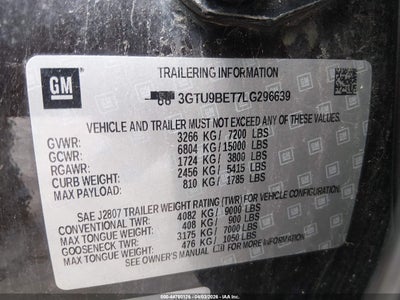 GM
TRAILERING INFORMATION
3GTU9BET7LG296639
VEHICLE AND TRAILER MUST NOT EXCEED ANY OF THESE VALUES:
GVWR: 3266 KG / 7200 LBS
GCWR: 6804 KG / 15000 LBS
RGAWR: 1724 KG / 3800 LBS
CURB WEIGHT: 2456 KG / 5415 LBS
MAX PAYLOAD: 810 KG / 1785 LBS
SAE J2807 TRAILER WEIGHT RATING (TWR) FOR VEHICLE CONFIGURATION:
CONVENTIONAL TWR: 4082 KG / 9000 LBS
MAX TONGUE WEIGHT: 408 KG / 900 LBS
GOOSENECK TWR: 3175 KG / 7000 LBS
MAX TONGUE WEIGHT: 476 KG / 1050 LBS
SEE OWNER'S MANUAL FOR MORE INFORMATION